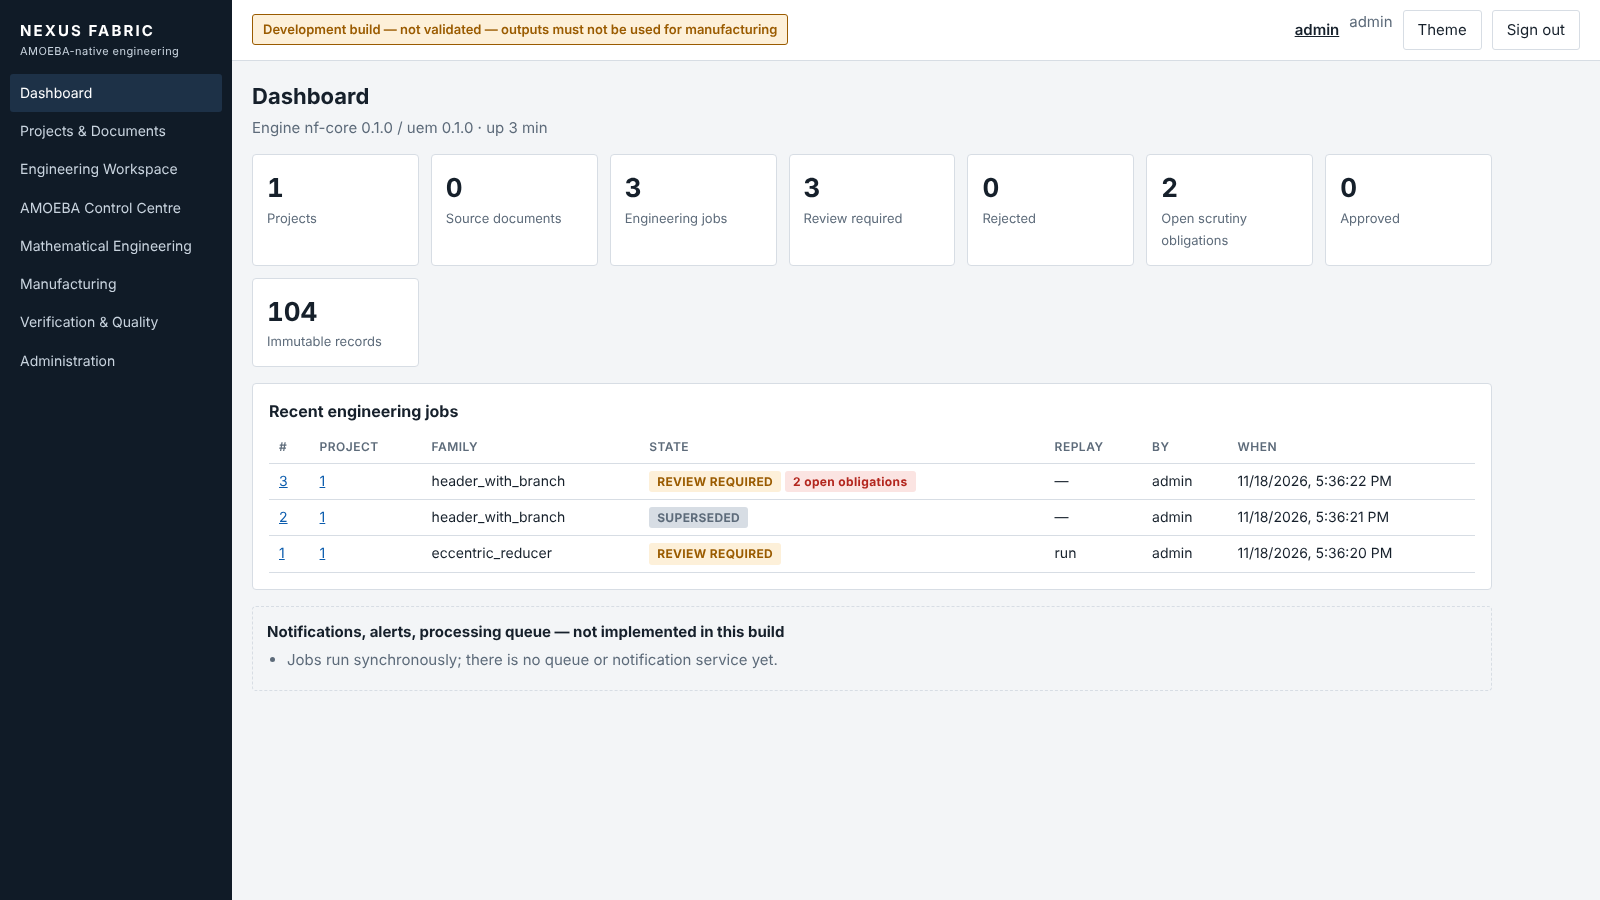 NEXUS FABRIC
AMOEBA-native engineering
Dashboard
Projects & Documents
Engineering Workspace
AMOEBA Control Centre
Mathematical Engineering
Manufacturing
Verification & Quality
Administration
Development build — not validated — outputs must not be used for manufacturing
admin admin Theme Sign out
Dashboard
Engine nf-core 0.1.0 / uem 0.1.0 · up 3 min
1
Projects
0
Source documents
3
Engineering jobs
3
Review required
0
Rejected
2
Open scrutiny
obligations
0
Approved
104
Immutable records
Recent engineering jobs
# PROJECT FAMILY STATE REPLAY BY WHEN
3 1 header_with_branch REVIEW REQUIRED 2 open obligations — admin 11/18/2026, 5:36:22 PM
2 1 header_with_branch SUPERSEDED — admin 11/18/2026, 5:36:21 PM
1 1 eccentric_reducer REVIEW REQUIRED run admin 11/18/2026, 5:36:20 PM
Notifications, alerts, processing queue — not implemented in this build
• Jobs run synchronously; there is no queue or notification service yet.